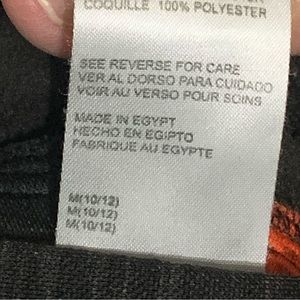 COQUILLE 100% POLYESTER
SEE REVERSE FOR CARE
VER AL DORSO PARA CUIDADO
VOIR AU VERSO POUR SOINS
MADE IN EGYPT
HECHO EN EGIPTO
FABRIQUE AU EGYPTE
M(10/12)
M(10/12)
M(10/12)